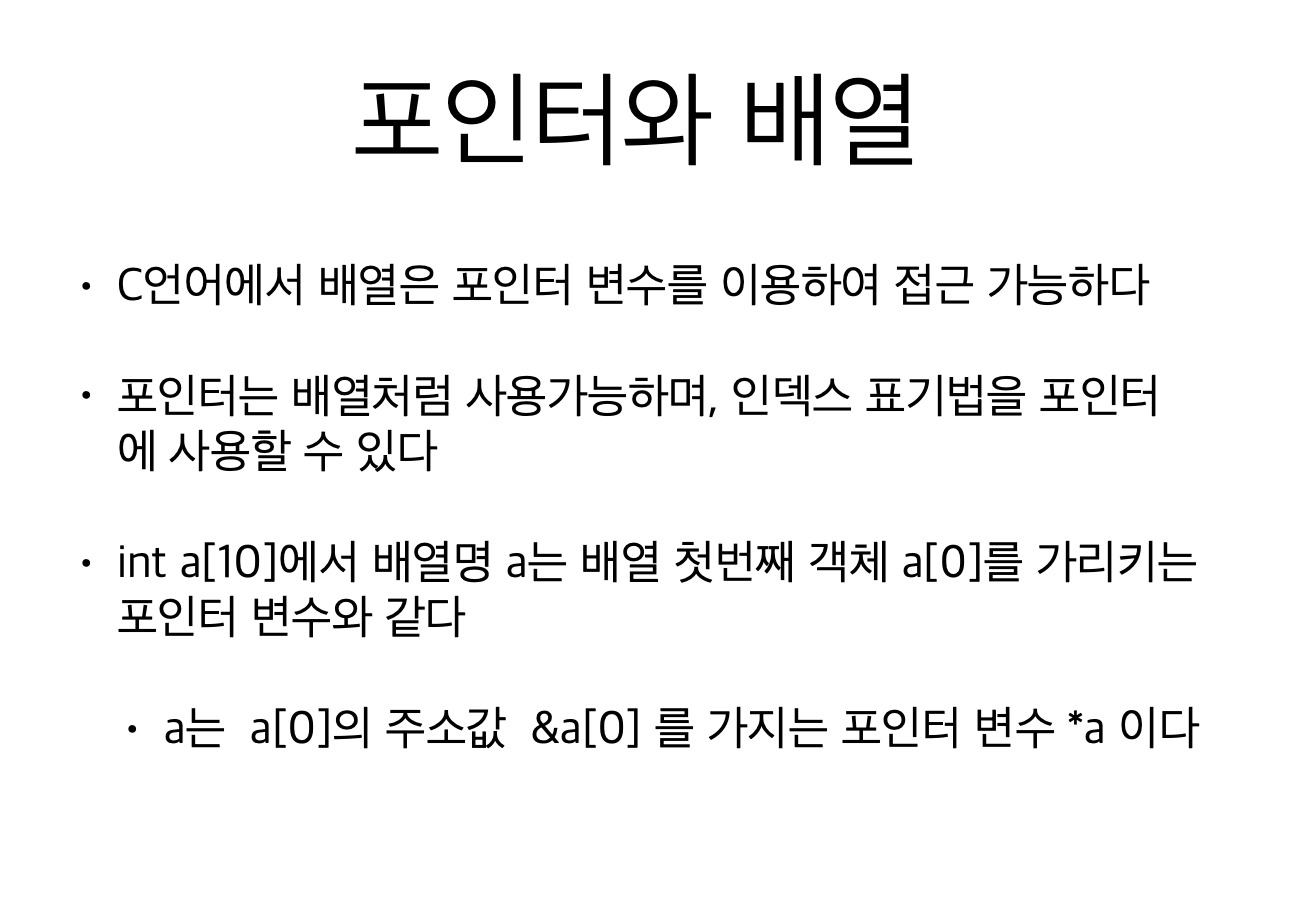 포인터와 배열
• C언어에서 배열은 포인터 변수를 이용하여 접근 가능하다
• 포인터는 배열처럼 사용가능하며, 인덱스 표기법을 포인터
에 사용할 수 있다
• int a[10]에서 배열명 a는 배열 첫번째 객체 a[0]를 가리키는
포인터 변수와 같다
• a는 a[0]의 주소값 &a[0] 를 가지는 포인터 변수 *a 이다